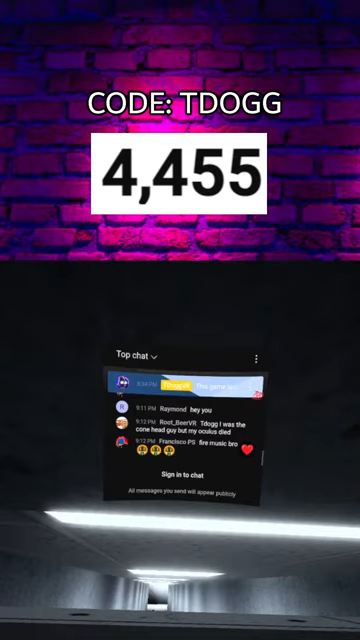 CODE: TDOGG
4,455
Top chat
9:11 PM Raymond hey you
9:12 PM Root_BeerVR Tdogg I was the
cone head guy but my oculus died
9:12 PM Francisco PS fire music bro
Sign in to chat
All messages you send will appear publicly